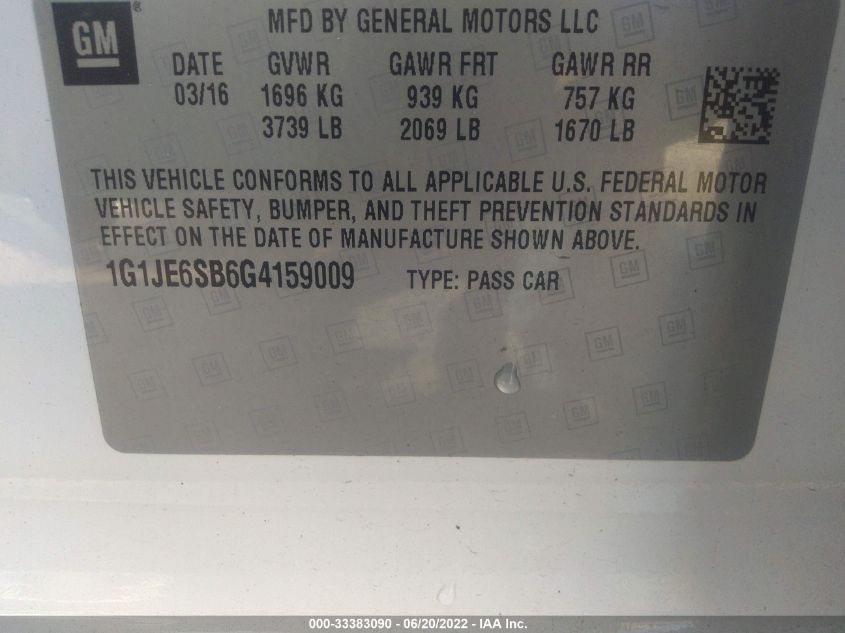 MFD BY GENERAL MOTORS LLC
GM ®
DATE GVWR GAWR FRT GAWR RR
03/16 1696 KG 939 KG 757 KG
3739 LB 2069 LB 1670 LB
THIS VEHICLE CONFORMS TO ALL APPLICABLE U.S. FEDERAL MOTOR
VEHICLE SAFETY, BUMPER, AND THEFT PREVENTION STANDARDS IN
EFFECT ON THE DATE OF MANUFACTURE SHOWN ABOVE.
1G1JE6SB6G4159009 TYPE: PASS CAR
000-33383090 - 06/20/2022 - IAA Inc.